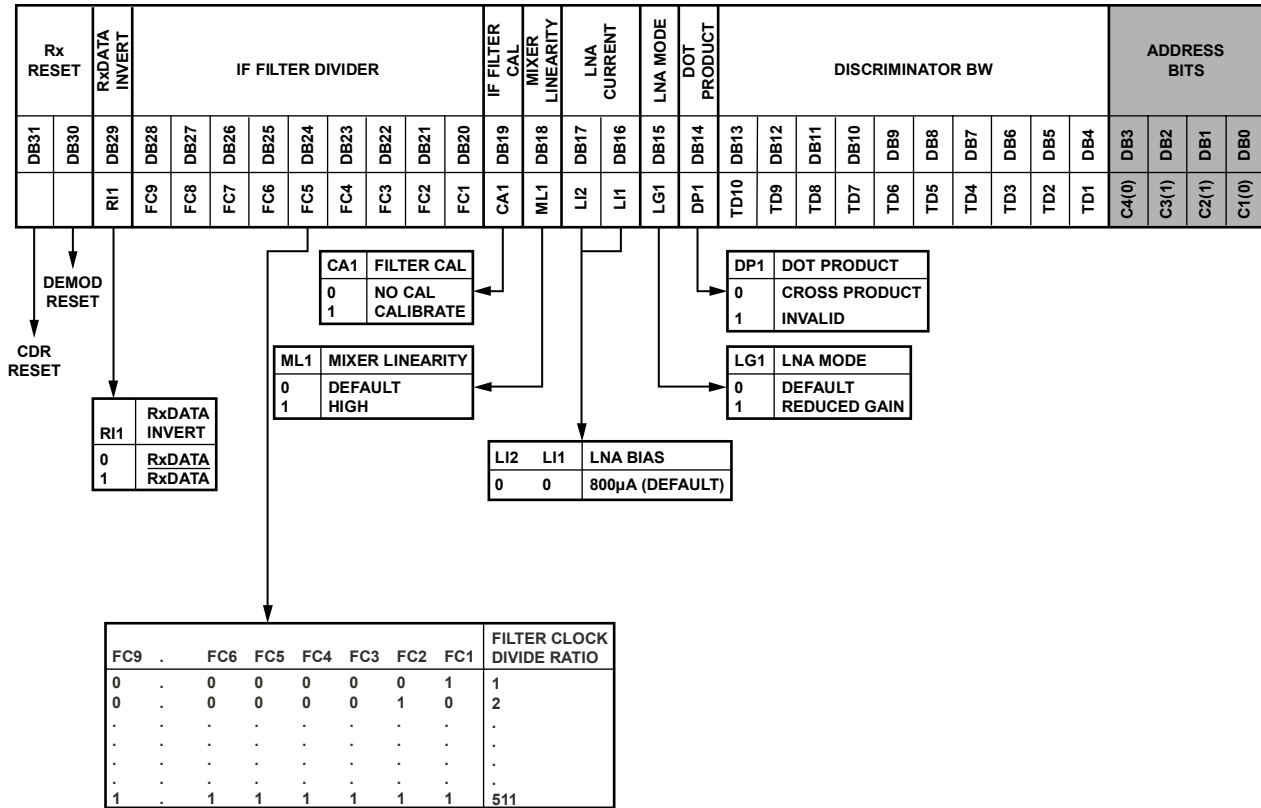 Rx RESET
RxDATA INVERT
IF FILTER DIVIDER
IF FILTER CAL
MIXER LINEARITY
LNA CURRENT
LNA MODE
DOT PRODUCT
DISCRIMINATOR BW
ADDRESS BITS
DB31 DB30 DB29 DB28 DB27 DB26 DB25 DB24 DB23 DB22 DB21 DB20 DB19 DB18 DB17 DB16 DB15 DB14 DB13 DB12 DB11 DB10 DB9 DB8 DB7 DB6 DB5 DB4 DB3 DB2 DB1 DB0
RI1 FC9 FC8 FC7 FC6 FC5 FC4 FC3 FC2 FC1 CA1 ML1 LI2 LI1 LG1 DP1 TD10 TD9 TD8 TD7 TD6 TD5 TD4 TD3 TD2 TD1 C4(0) C3(1) C2(1) C1(0)
DEMOD
RESET
CDR
RESET
CA1 FILTER CAL
0 NO CAL
1 CALIBRATE
DP1 DOT PRODUCT
0 CROSS PRODUCT
1 INVALID
ML1 MIXER LINEARITY
0 DEFAULT
1 HIGH
LG1 LNA MODE
0 DEFAULT
1 REDUCED GAIN
RxDATA
RI1 INVERT
0 RxDATA
1 RxDATA
LI2 LI1 LNA BIAS
0 0 800µA (DEFAULT)
FILTER CLOCK
FC9 . FC6 FC5 FC4 FC3 FC2 FC1 DIVIDE RATIO
0 . 0 0 0 0 0 1 1
0 . 0 0 0 0 1 0 2
. . . . . . . . .
. . . . . . . . .
. . . . . . . . .
. . . . . . . . .
1 . 1 1 1 1 1 1 511